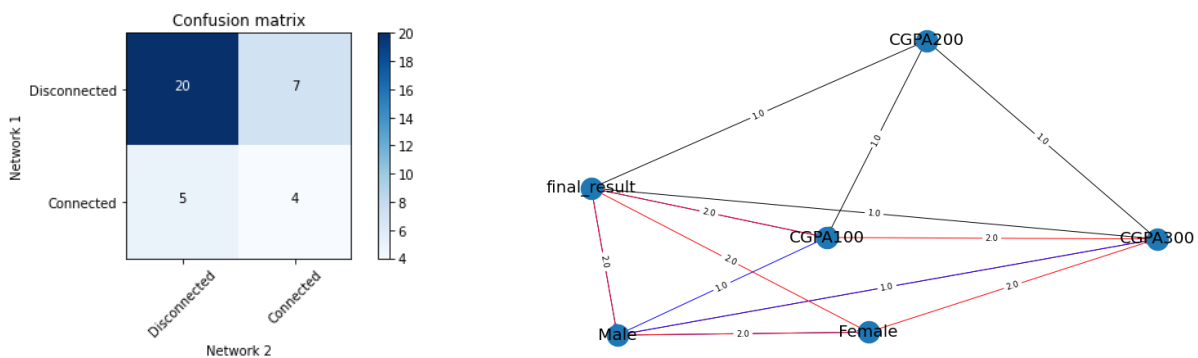 Confusion matrix
Network 1
Disconnected
Connected
20
7
5
4
Disconnected
Connected
Network 2
20
18
16
14
12
10
8
6
4
CGPA200
1.0
1.0
1.0
final_result
2.0
1.0
CGPA100
2.0
CGPA300
2.0
2.0
1.0
1.0
2.0
Male
2.0
Female